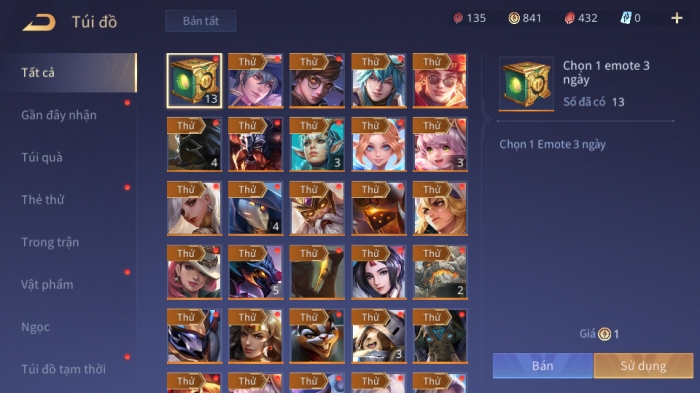 Túi đồ
Bán tất
135
841
432
0
Tất cả
Gần đây nhận
Túi quà
Thẻ thử
Trong trận
Vật phẩm
Ngọc
Túi đồ tạm thời
13
Thử
Thử
Thử
Thử
Thử
4
Thử
Thử
3
Thử
Thử
3
Thử
Thử
4
Thử
Thử
Thử
Thử
Thử
5
Thử
Thử
Thử
2
Thử
Thử
Thử
Thử
3
Thử
Thử
Thử
Thử
Thử
Thử
Chọn 1 emote 3
ngày
Số đã có 13
Chọn 1 Emote 3 ngày
Giá 1
Bán
Sử dụng